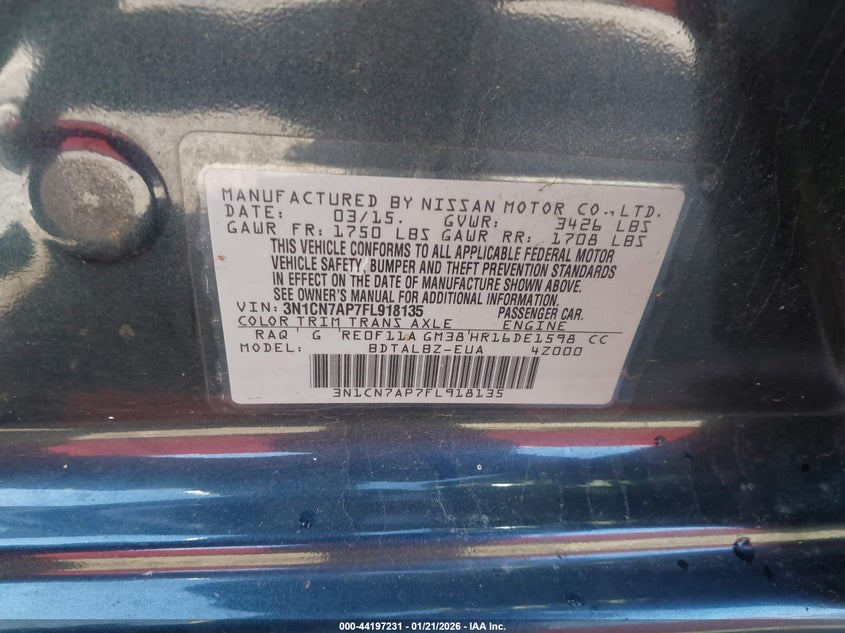 MANUFACTURED BY NISSAN MOTOR CO., LTD.
DATE: 03/15. GVWR: 3426 LBS
GAWR FR: 1750 LBS GAWR RR: 1708 LBS
THIS VEHICLE CONFORMS TO ALL APPLICABLE FEDERAL MOTOR
VEHICLE SAFETY, BUMPER AND THEFT PREVENTION STANDARDS
IN EFFECT ON THE DATE OF MANUFACTURE SHOWN ABOVE.
SEE OWNER'S MANUAL FOR ADDITIONAL INFORMATION.
VIN: 3N1CN7AP7FL918135 PASSENGER CAR.
COLOR TRIM TRANS AXLE ENGINE
RAQ G RE0F11A GM38 HR16DE1598 CC
MODEL: BDTALBZ-EUA 4Z000
3N1CN7AP7FL918135
000-44197231 - 01/21/2026 - IAA Inc.